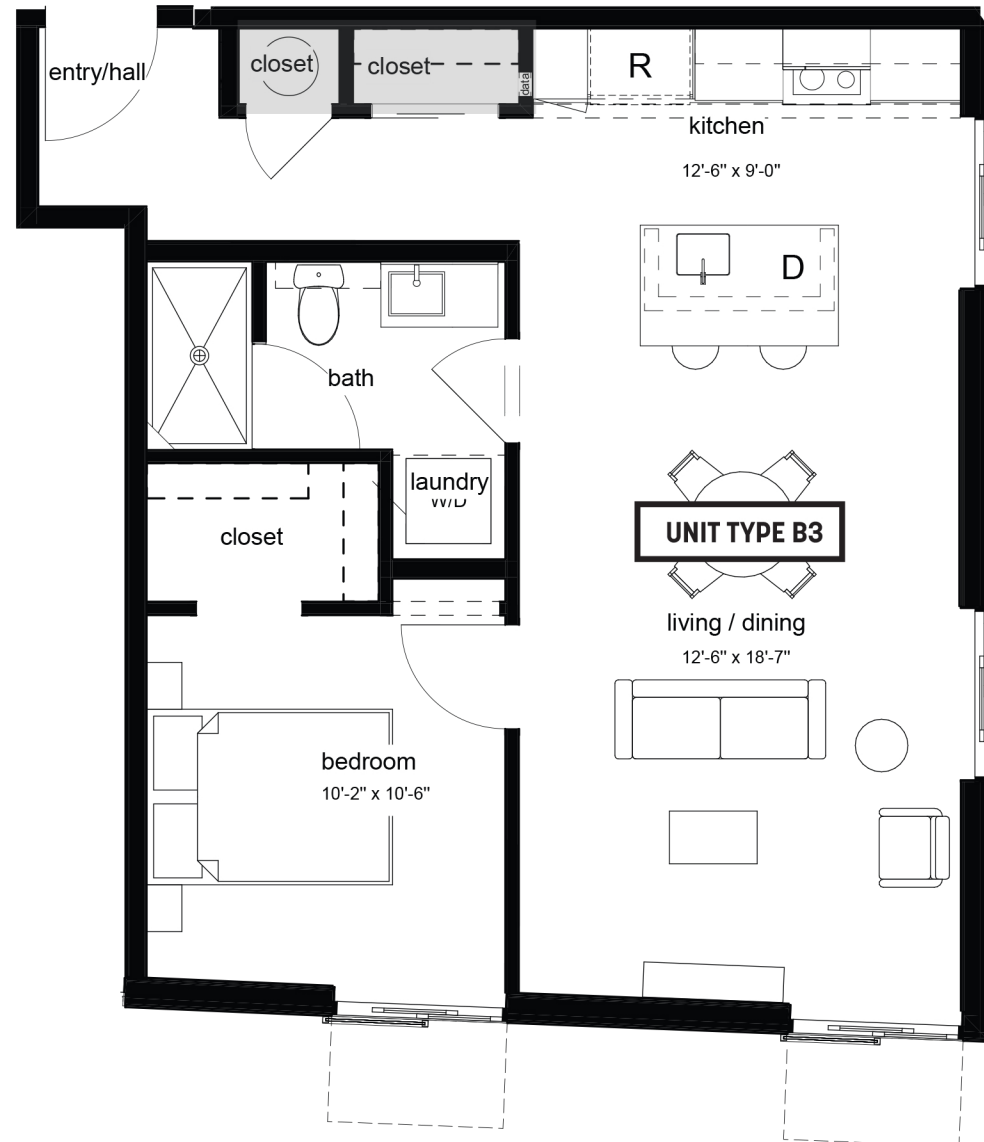 entry/hall
closet
closet
data
R
kitchen
12'-6" x 9'-0"
D
bath
laundry
W/D
closet
UNIT TYPE B3
living / dining
12'-6" x 18'-7"
bedroom
10'-2" x 10'-6"